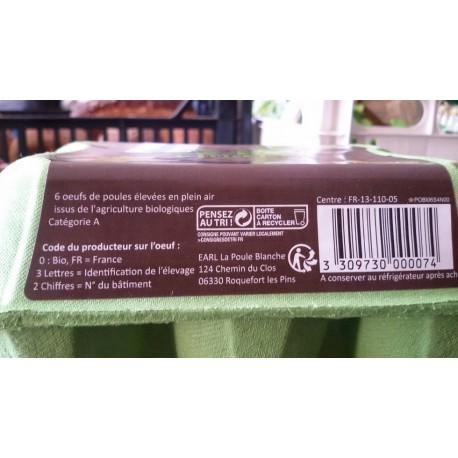 6 oeufs de poules élevées en plein air
issus de l'agriculture biologiques
Catégorie A
Code du producteur sur l'oeuf :
0 : Bio, FR = France
3 Lettres = Identification de l'élevage
2 Chiffres = N° du bâtiment
PENSEZ
AU TRI !
BOITE
CARTON
À RECYCLER
CONSIGNE POUVANT VARIER LOCALEMENT
>CONSIGNESDETRI.FR
EARL La Poule Blanche
124 Chemin du Clos
06330 Roquefort les Pins
Centre : FR-13-110-05
3 309730 000074
A conserver au réfrigérateur après ach